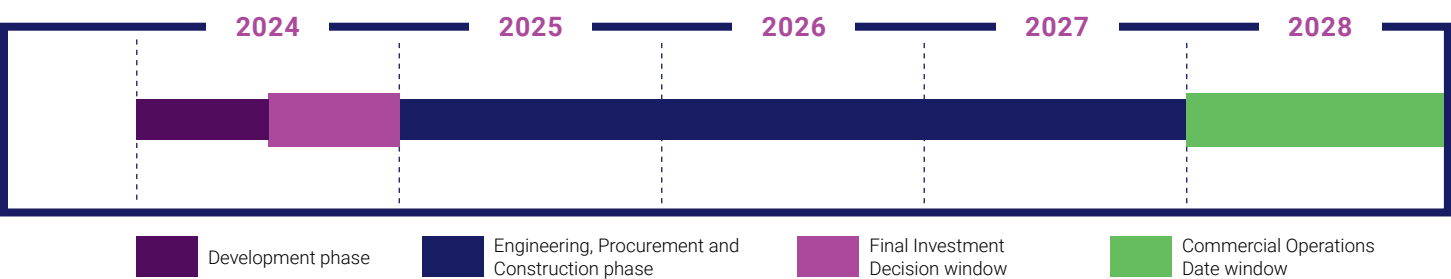 2024 2025 2026 2027 2028
Development phase
Engineering, Procurement and
Construction phase
Final Investment
Decision window
Commercial Operations
Date window